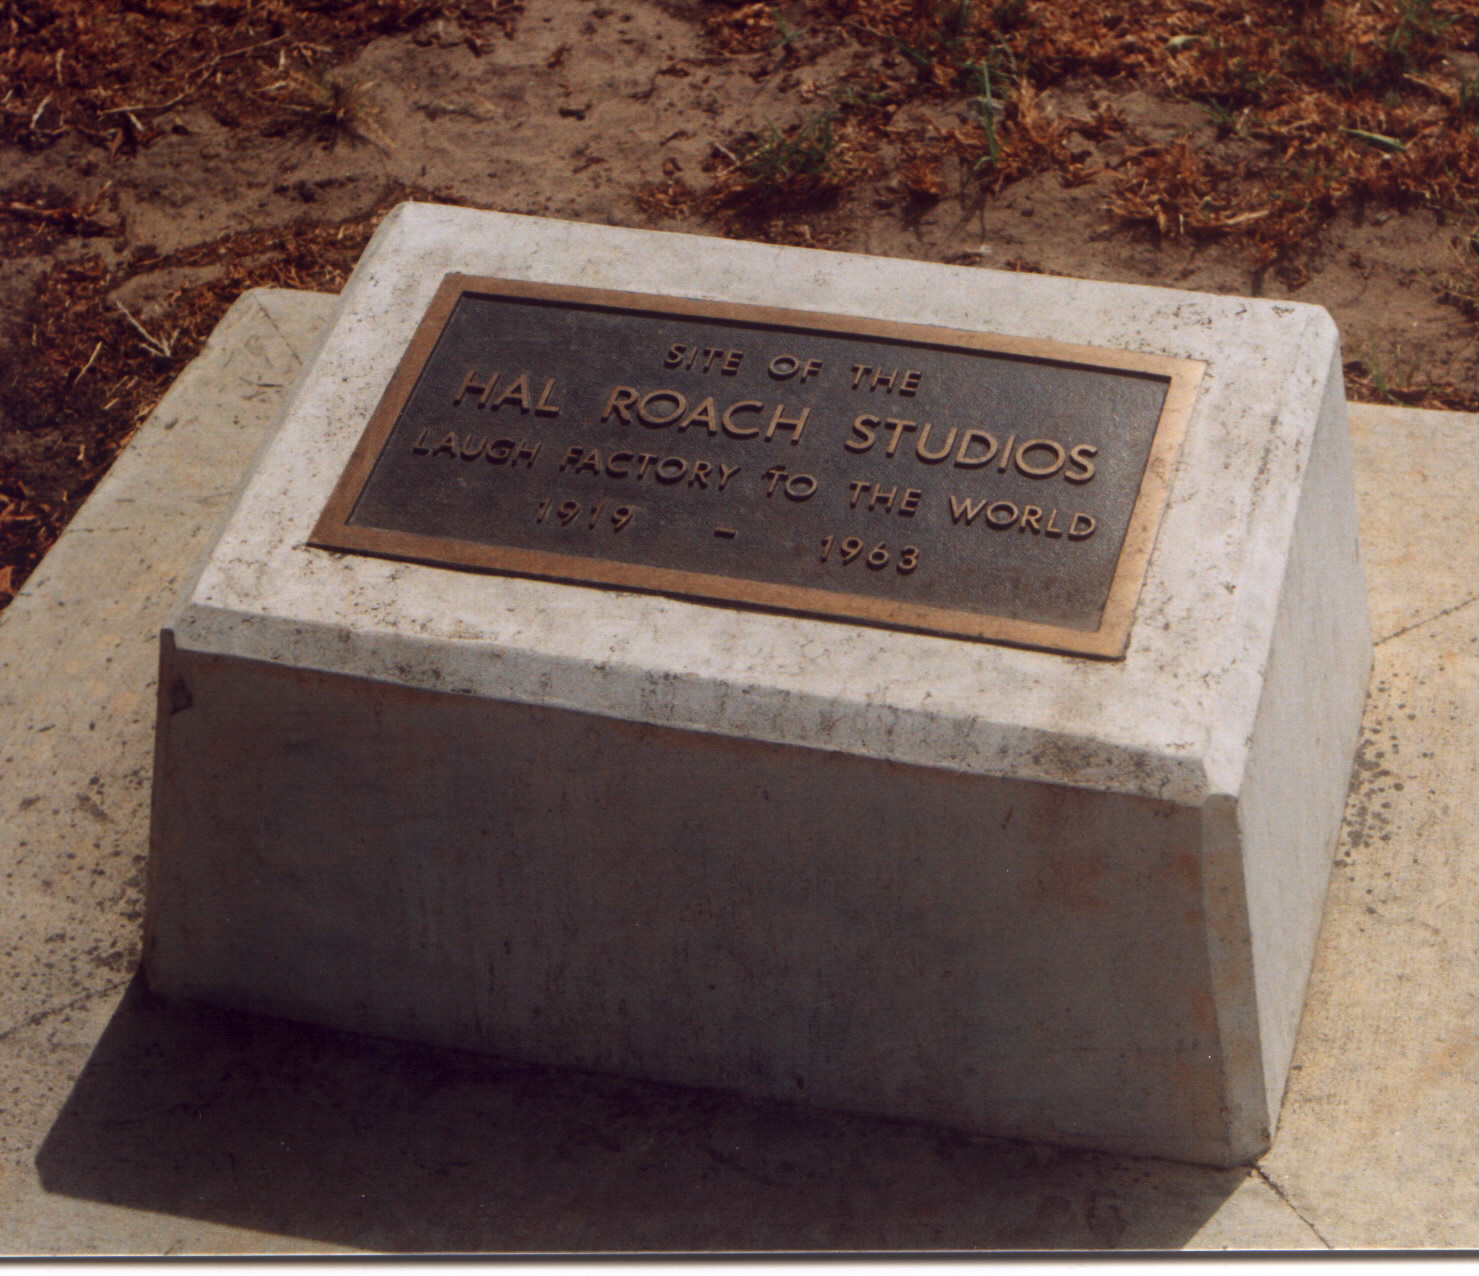 SITE OF THE
HAL ROACH STUDIOS
LAUGH FACTORY TO THE WORLD
1919 - 1963